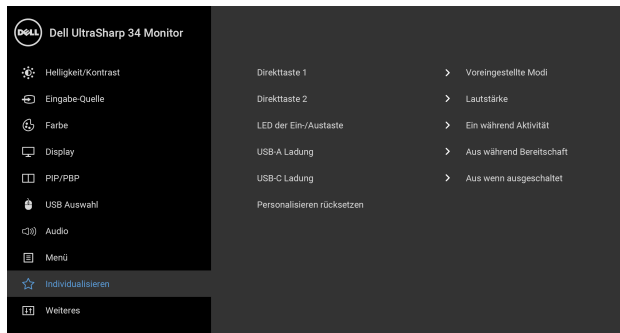 DELL Dell UltraSharp 34 Monitor
Helligkeit/Kontrast Direkttaste 1 Voreingestellte Modi
Eingabe-Quelle Direkttaste 2 Lautstärke
Farbe LED der Ein-/Austaste Ein während Aktivität
Display USB-A Ladung Aus während Bereitschaft
PIP/PBP USB-C Ladung Aus wenn ausgeschaltet
USB Auswahl Personalisieren rücksetzen
Audio
Menü
Individualisieren
Weiteres